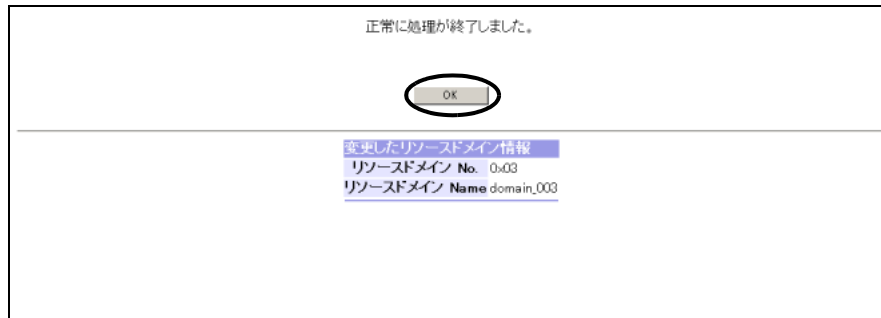 正常に処理が終了しました。
OK
変更したリソースドメイン情報
リソースドメイン No. 0x03
リソースドメイン Name domain_003